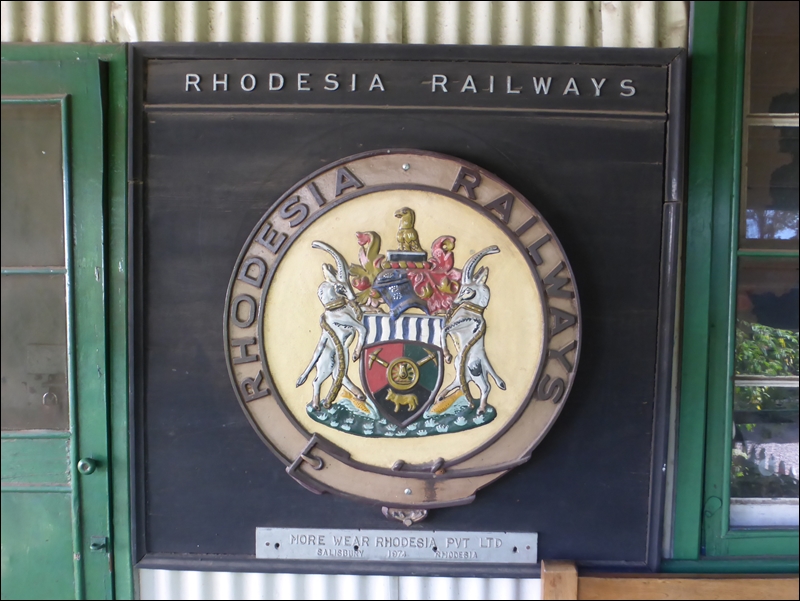 RHODESIA RAILWAYS
RHODESIA RAILWAYS
MORE WEAR RHODESIA PVT LTD
SALISBURY 1974 RHODESIA